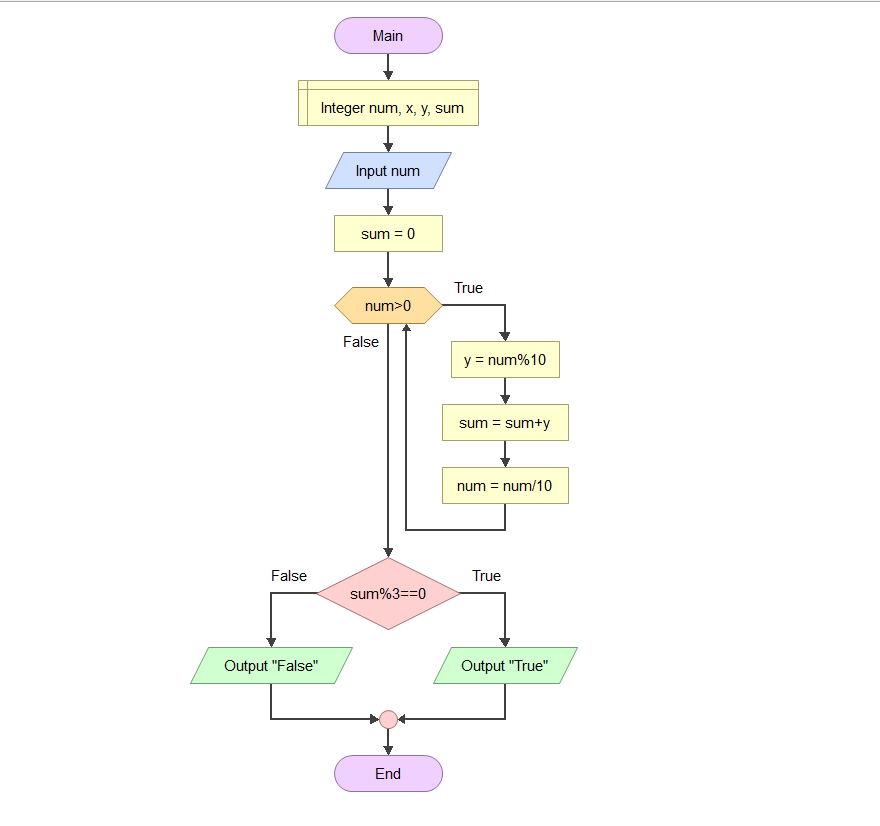 Main
Integer num, x, y, sum
Input num
sum = 0
num>0
True
False
y = num%10
sum = sum+y
num = num/10
False
True
sum%3==0
Output "False"
Output "True"
End